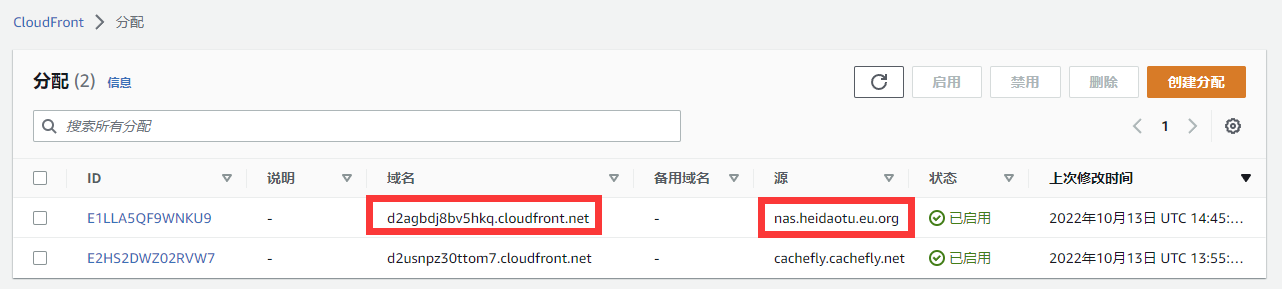 CloudFront > 分配
分配 (2) 信息 启用 禁用 删除 创建分配
搜索所有分配 1
ID 说明 域名 备用域名 源 状态 上次修改时间
E1LLA5QF9WNKU9 - d2agbdj8bv5hkq.cloudfront.net - nas.heidaotu.eu.org 已启用 2022年10月13日 UTC 14:45:...
E2HS2DWZ02RVW7 - d2usnpz30ttom7.cloudfront.net - cachefly.cachefly.net 已启用 2022年10月13日 UTC 13:55:...